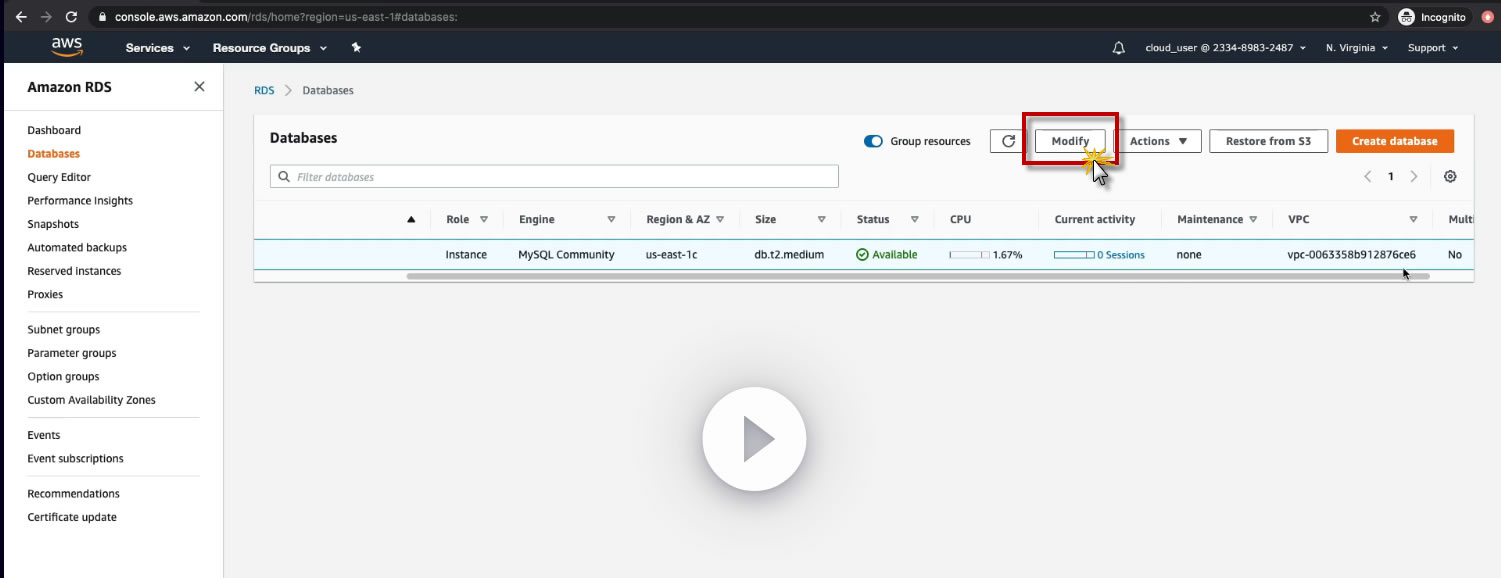 console.aws.amazon.com/rds/home?region=us-east-1#databases:
Incognito
aws
Services
Resource Groups
cloud_user @ 2334-8983-2487
N. Virginia
Support
Amazon RDS
Dashboard
Databases
Query Editor
Performance Insights
Snapshots
Automated backups
Reserved instances
Proxies
Subnet groups
Parameter groups
Option groups
Custom Availability Zones
Events
Event subscriptions
Recommendations
Certificate update
RDS > Databases
Databases
Group resources
Modify
Actions
Restore from S3
Create database
Filter databases
1
Role Engine Region & AZ Size Status CPU Current activity Maintenance VPC Multi
Instance MySQL Community us-east-1c db.t2.medium Available 1.67% 0 Sessions none vpc-0063358b912876ce6 No